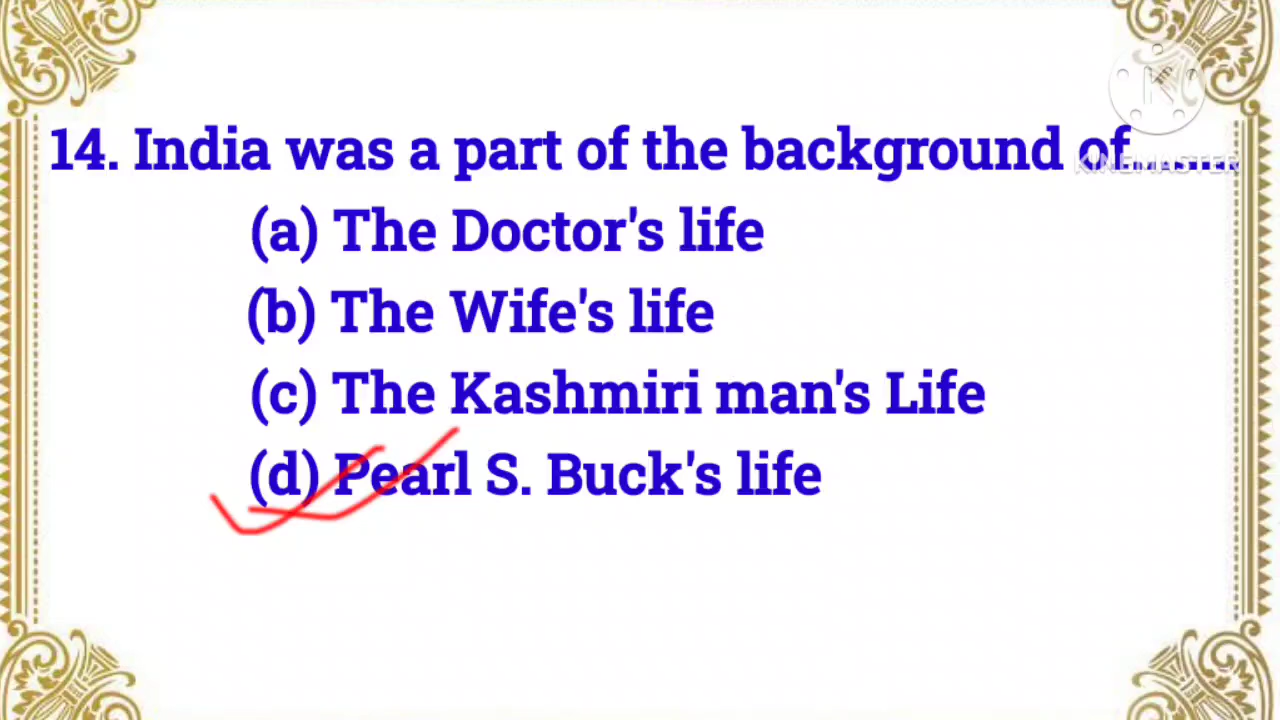 14. India was a part of the background of........
(a) The Doctor's life
(b) The Wife's life
(c) The Kashmiri man's Life
(d) Pearl S. Buck's life
KINEMASTER